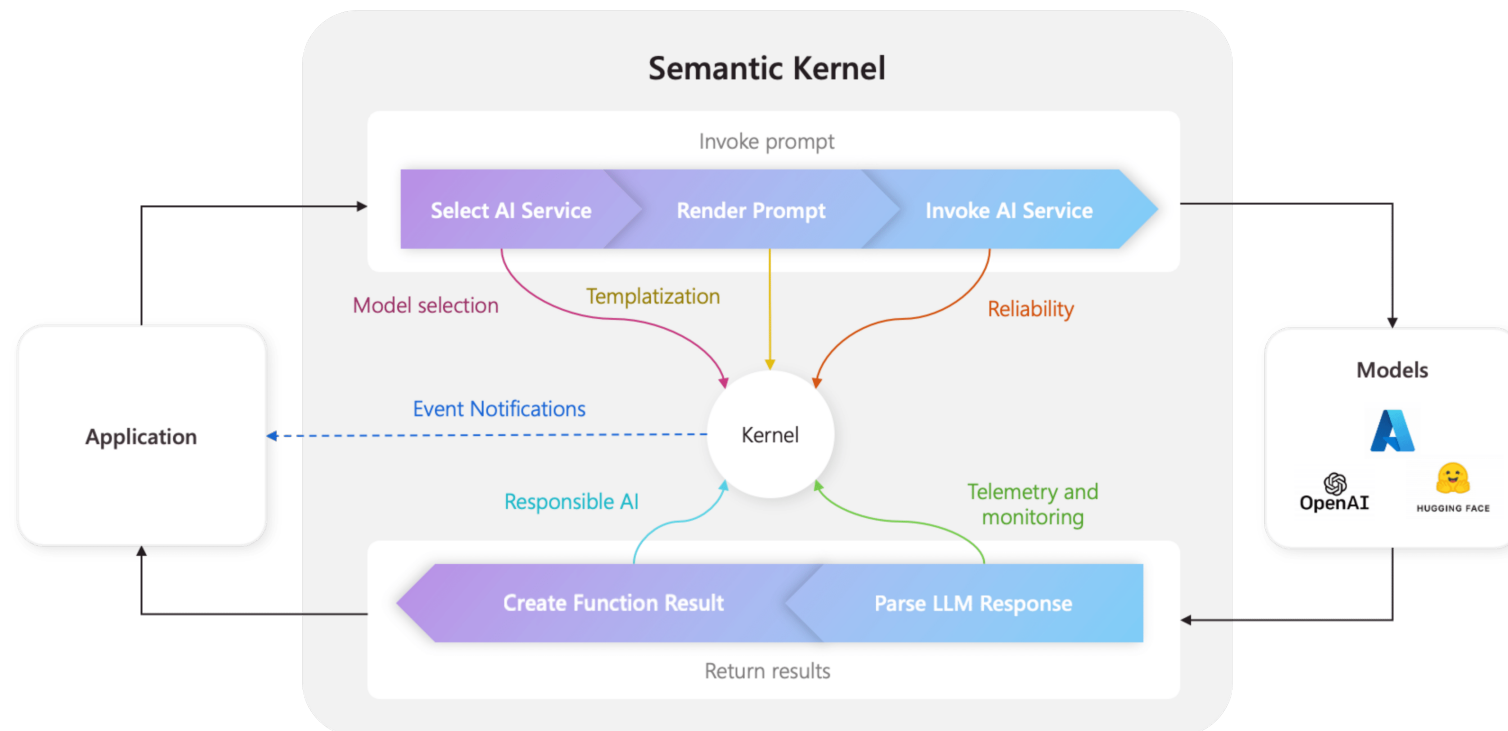 Semantic Kernel
Invoke prompt
Select AI Service
Render Prompt
Invoke AI Service
Model selection
Templatization
Reliability
Application
Event Notifications
Kernel
Models
OpenAI
HUGGING FACE
Responsible AI
Telemetry and
monitoring
Create Function Result
Parse LLM Response
Return results